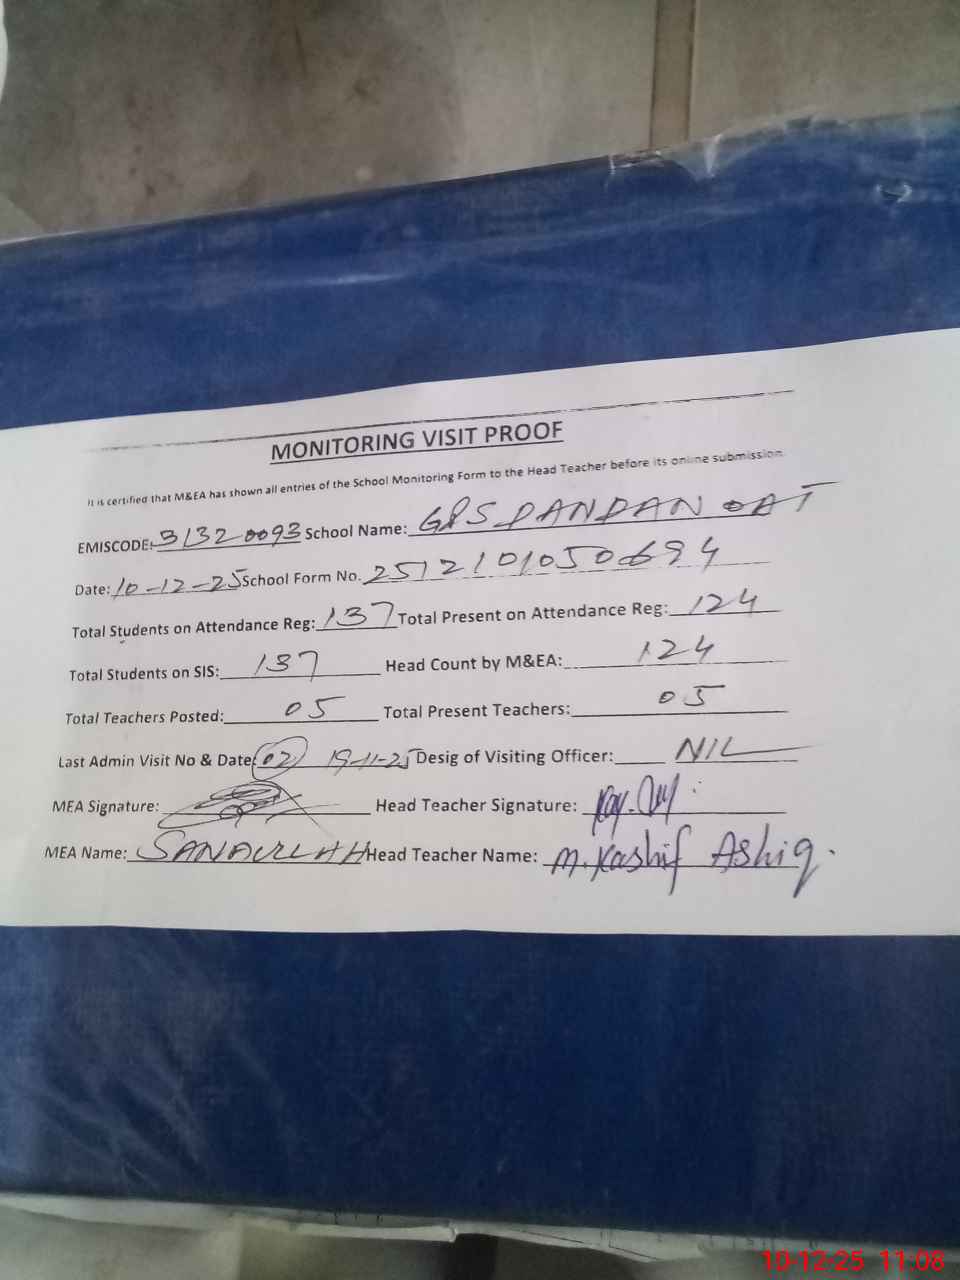 MONITORING VISIT PROOF
It is certified that M&EA has shown all entries of the School Monitoring Form to the Head Teacher before its online submission.
EMISCODE: 31320093 School Name: GPS DANDAN
Date: 10-12-25 School Form No. 2512101050694
Total Students on Attendance Reg: 137 Total Present on Attendance Reg: 124
Total Students on SIS: 137 Head Count by M&EA: 124
Total Teachers Posted: 05 Total Present Teachers: 05
Last Admin Visit No & Date: 02 19-11-25 Desig of Visiting Officer: NIL
MEA Signature: Head Teacher Signature:
MEA Name: SANAULLAH Head Teacher Name: M. Kashif Ashiq.
10-12-25 11:08